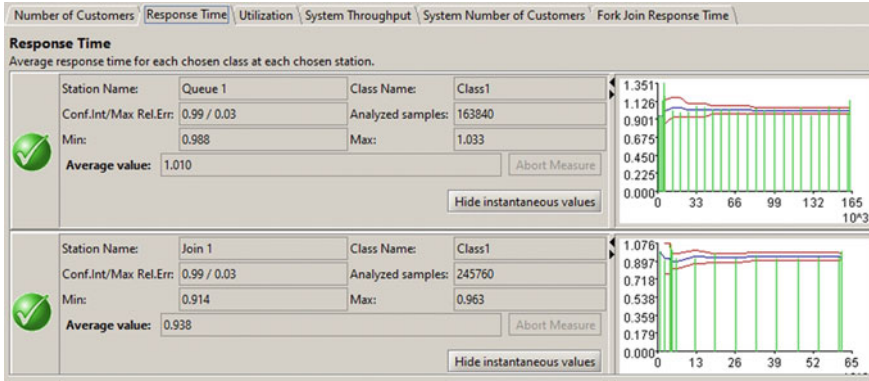 Number of Customers Response Time Utilization System Throughput System Number of Customers Fork Join Response Time
Response Time
Average response time for each chosen class at each chosen station.
Station Name: Queue 1 Class Name: Class1
Conf.Int/Max Rel.Err: 0.99 / 0.03 Analyzed samples: 163840
Min: 0.988 Max: 1.033
Average value: 1.010 Abort Measure
Hide instantaneous values
1.351
1.126
0.901
0.675
0.450
0.225
0.000
0 33 66 99 132 165
10^3
Station Name: Join 1 Class Name: Class1
Conf.Int/Max Rel.Err: 0.99 / 0.03 Analyzed samples: 245760
Min: 0.914 Max: 0.963
Average value: 0.938 Abort Measure
Hide instantaneous values
1.076
0.897
0.718
0.538
0.359
0.179
0.000
0 13 26 39 52 65